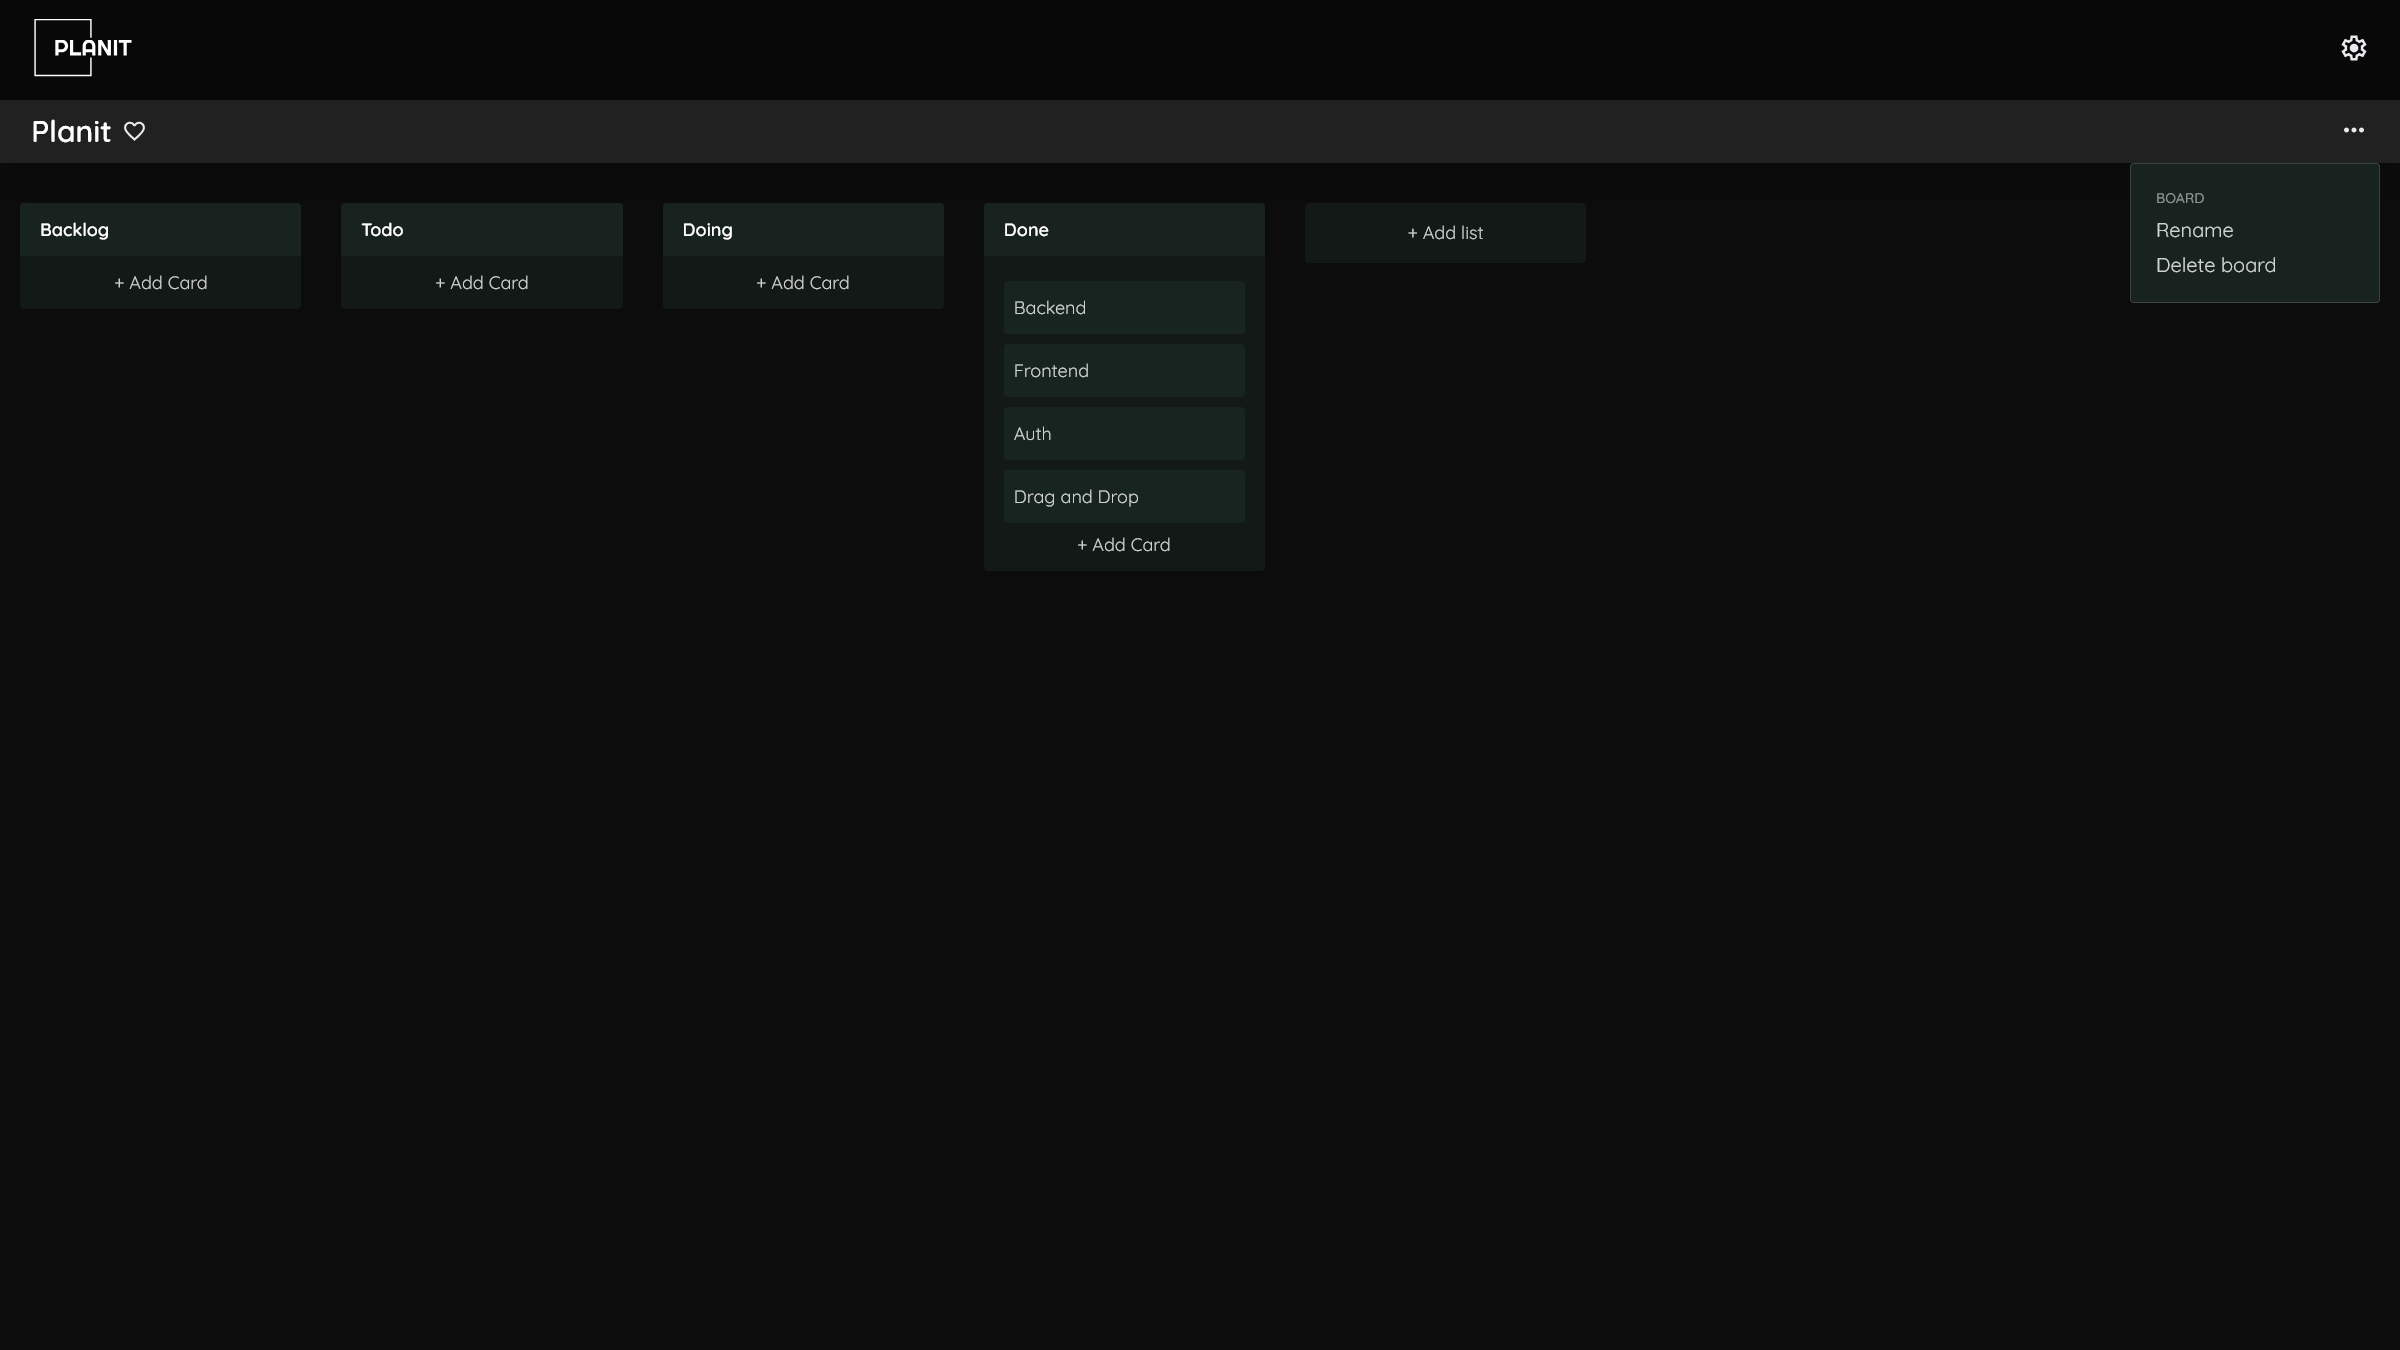 PLANIT
Planit
BOARD
Rename
Delete board
Backlog
+ Add Card
Todo
+ Add Card
Doing
+ Add Card
Done
Backend
Frontend
Auth
Drag and Drop
+ Add Card
+ Add list